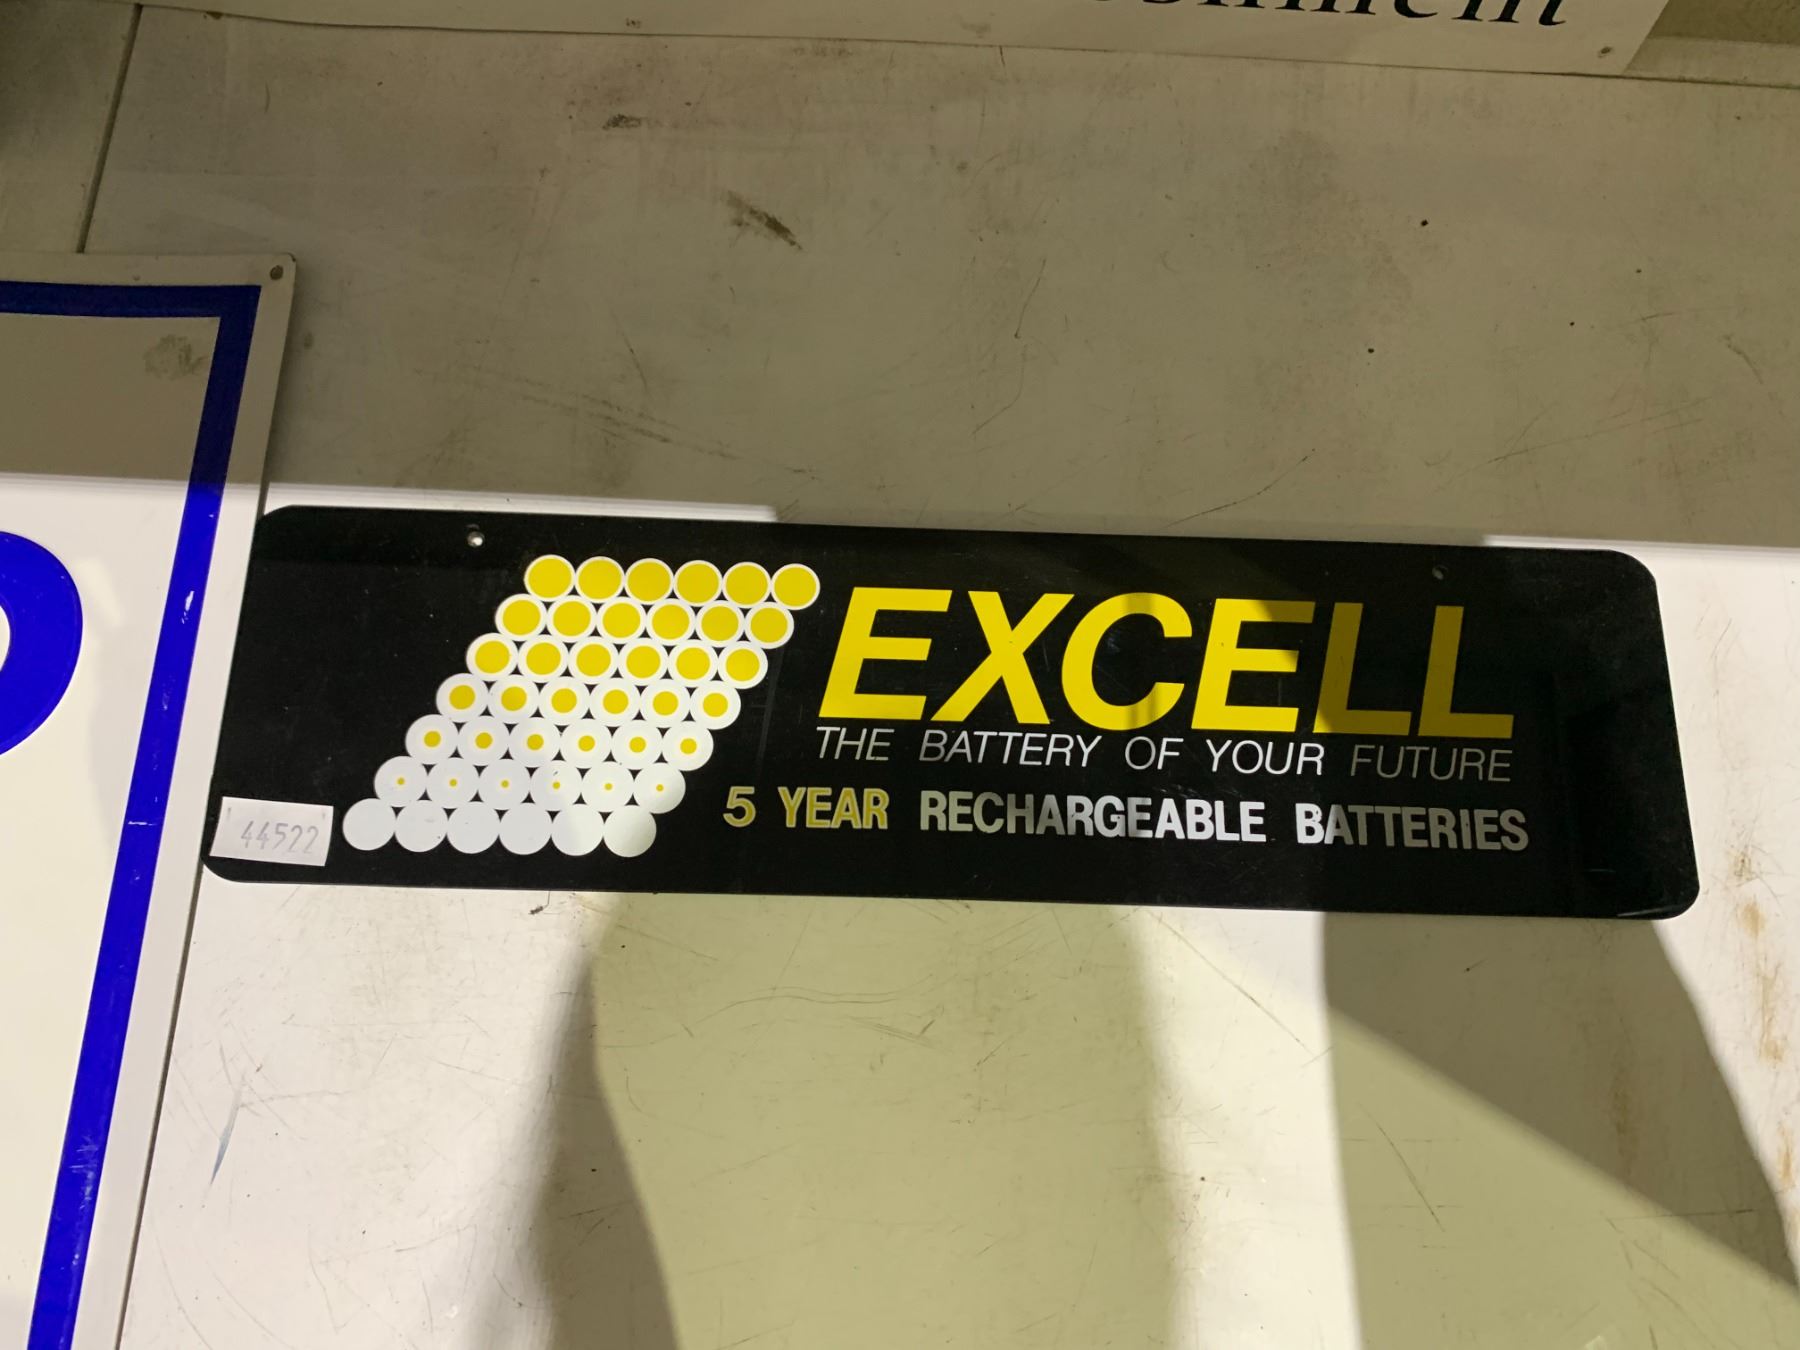 EXCELL
THE BATTERY OF YOUR FUTURE
5 YEAR RECHARGEABLE BATTERIES
44522